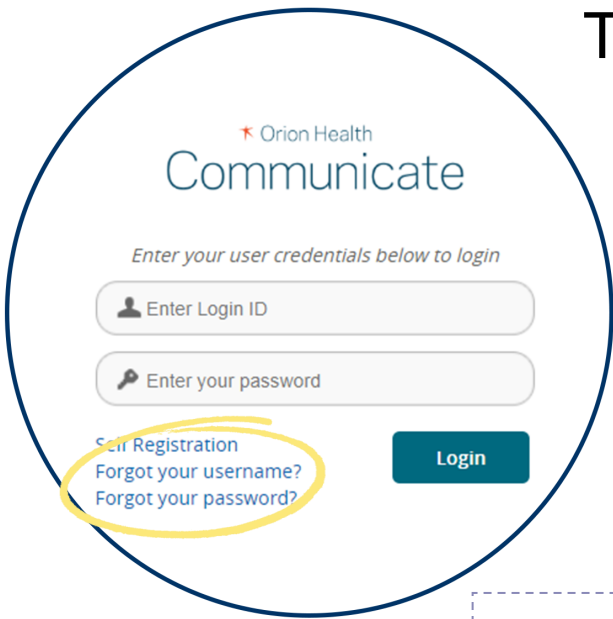 T
Orion Health
Communicate
Enter your user credentials below to login
Enter Login ID
Enter your password
Self Registration
Forgot your username?
Forgot your password?
Login